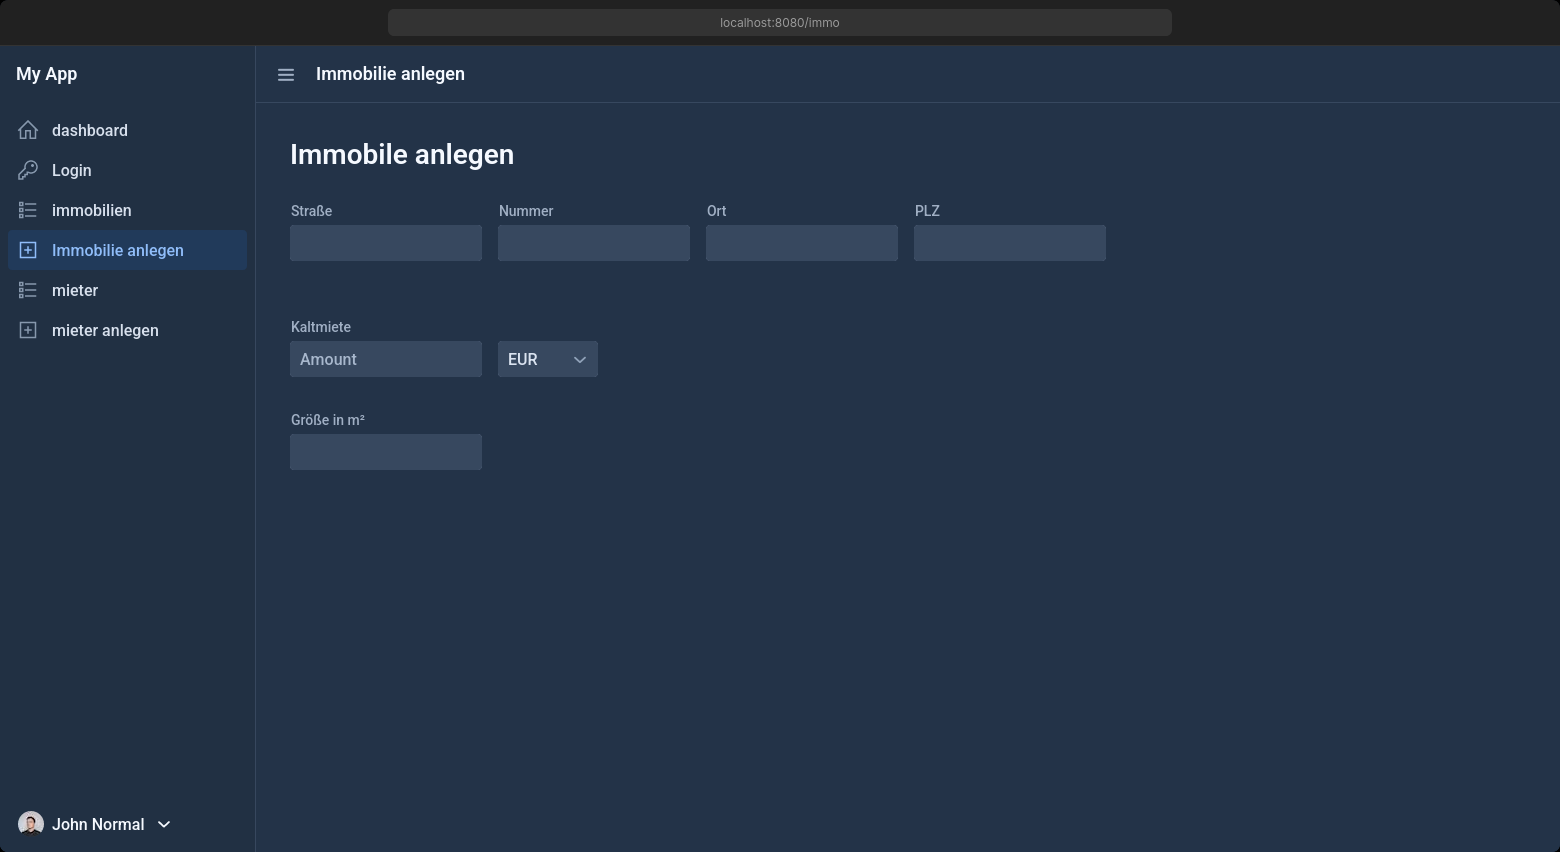 localhost:8080/immo
My App
Immobilie anlegen
dashboard
Login
immobilien
Immobilie anlegen
mieter
mieter anlegen
Immobile anlegen
Straße Nummer Ort PLZ
Kaltmiete
Amount EUR
Größe in m²
John Normal